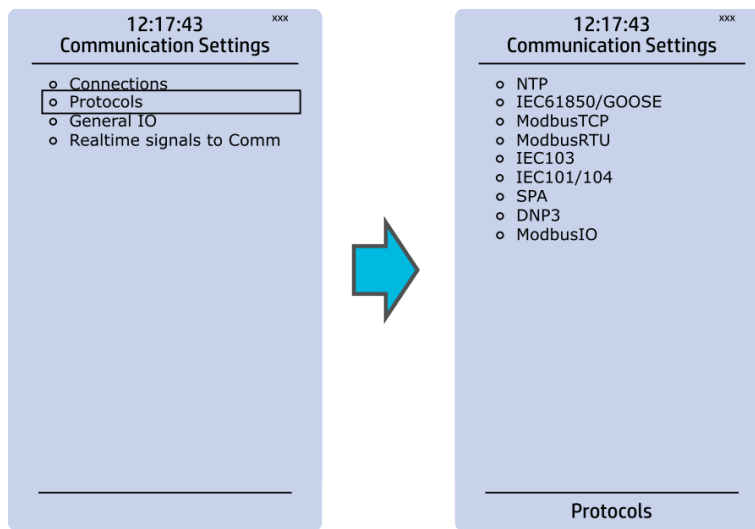 12:17:43
xxx
Communication Settings
Connections
Protocols
General IO
Realtime signals to Comm
12:17:43
xxx
Communication Settings
NTP
IEC61850/GOOSE
ModbusTCP
ModbusRTU
IEC103
IEC101/104
SPA
DNP3
ModbusIO
Protocols